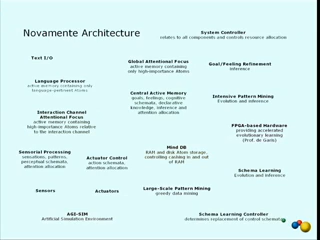 Novamente Architecture
System Controller
relates to all components and controls resource allocation
Text I/O
Global Attentional Focus
active memory containing
only high-importance Atoms
Goal/Feeling Refinement
inference
Language Processor
active memory containing only
language-pertinent Atoms
Central Active Memory
goals, feelings, cognitive
schemata, declarative
knowledge, inference and
attention allocation
Intensive Pattern Mining
Evolution and inference
Interaction Channel
Attentional Focus
active memory containing
high-importance Atoms relative
to the interaction channel
FPGA-based Hardware
providing accelerated
evolutionary learning
(Prof. de Garis)
Sensorial Processing
sensations, patterns,
perceptual schemata,
attention allocation
Actuator Control
action schemata,
attention allocation
Mind DB
RAM and disk Atom storage,
controlling caching in and out
of RAM
Schema Learning
Evolution and inference
Sensors
Actuators
Large-Scale Pattern Mining
greedy data mining
AGI-SIM
Artificial Simulation Environment
Schema Learning Controller
determines replacement of control schemata